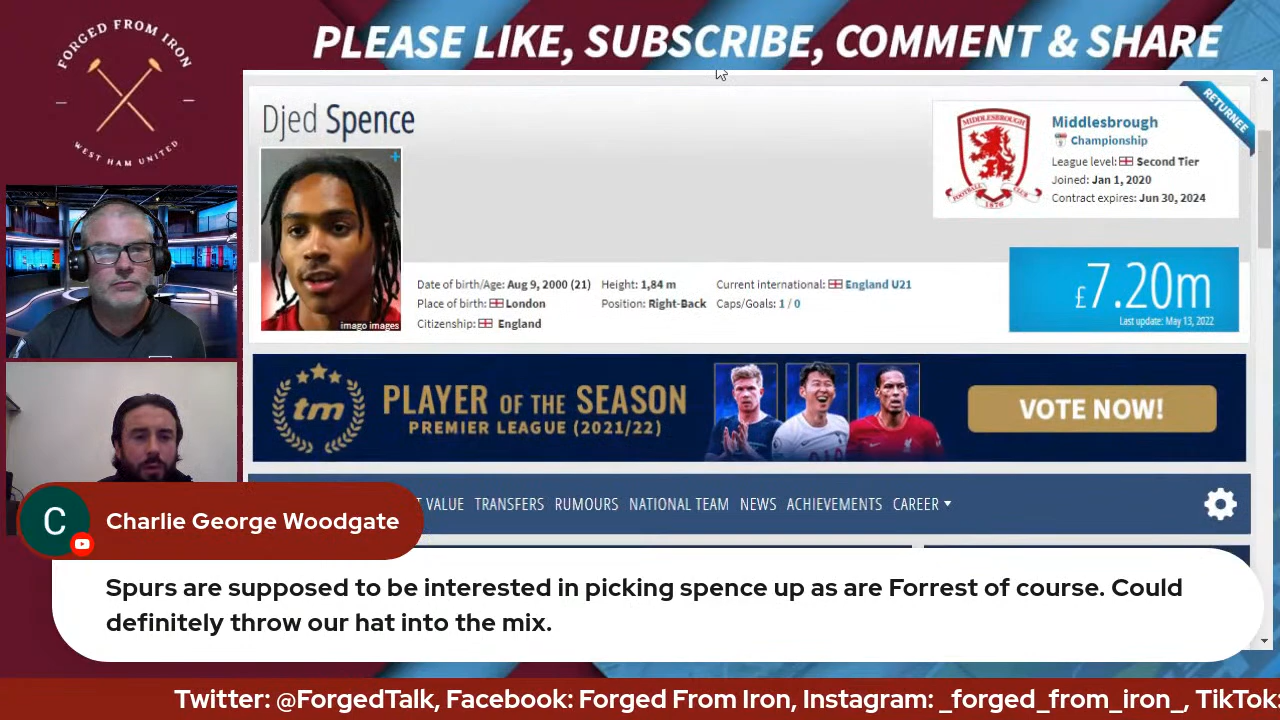 FORGED FROM IRON
WEST HAM UNITED
PLEASE LIKE, SUBSCRIBE, COMMENT & SHARE
Djed Spence
imago images
Date of birth/Age: Aug 9, 2000 (21)
Place of birth: London
Citizenship: England
Height: 1,84 m
Position: Right-Back
Current international: England U21
Caps/Goals: 1 / 0
RETURNEE
Middlesbrough
Championship
League level: Second Tier
Joined: Jan 1, 2020
Contract expires: Jun 30, 2024
£7.20m
Last update: May 13, 2022
tm
PLAYER OF THE SEASON
PREMIER LEAGUE (2021/22)
VOTE NOW!
VALUE TRANSFERS RUMOURS NATIONAL TEAM NEWS ACHIEVEMENTS CAREER
C
Charlie George Woodgate
Spurs are supposed to be interested in picking spence up as are Forrest of course. Could
definitely throw our hat into the mix.
Twitter: @ForgedTalk, Facebook: Forged From Iron, Instagram: _forged_from_iron_, TikTok: